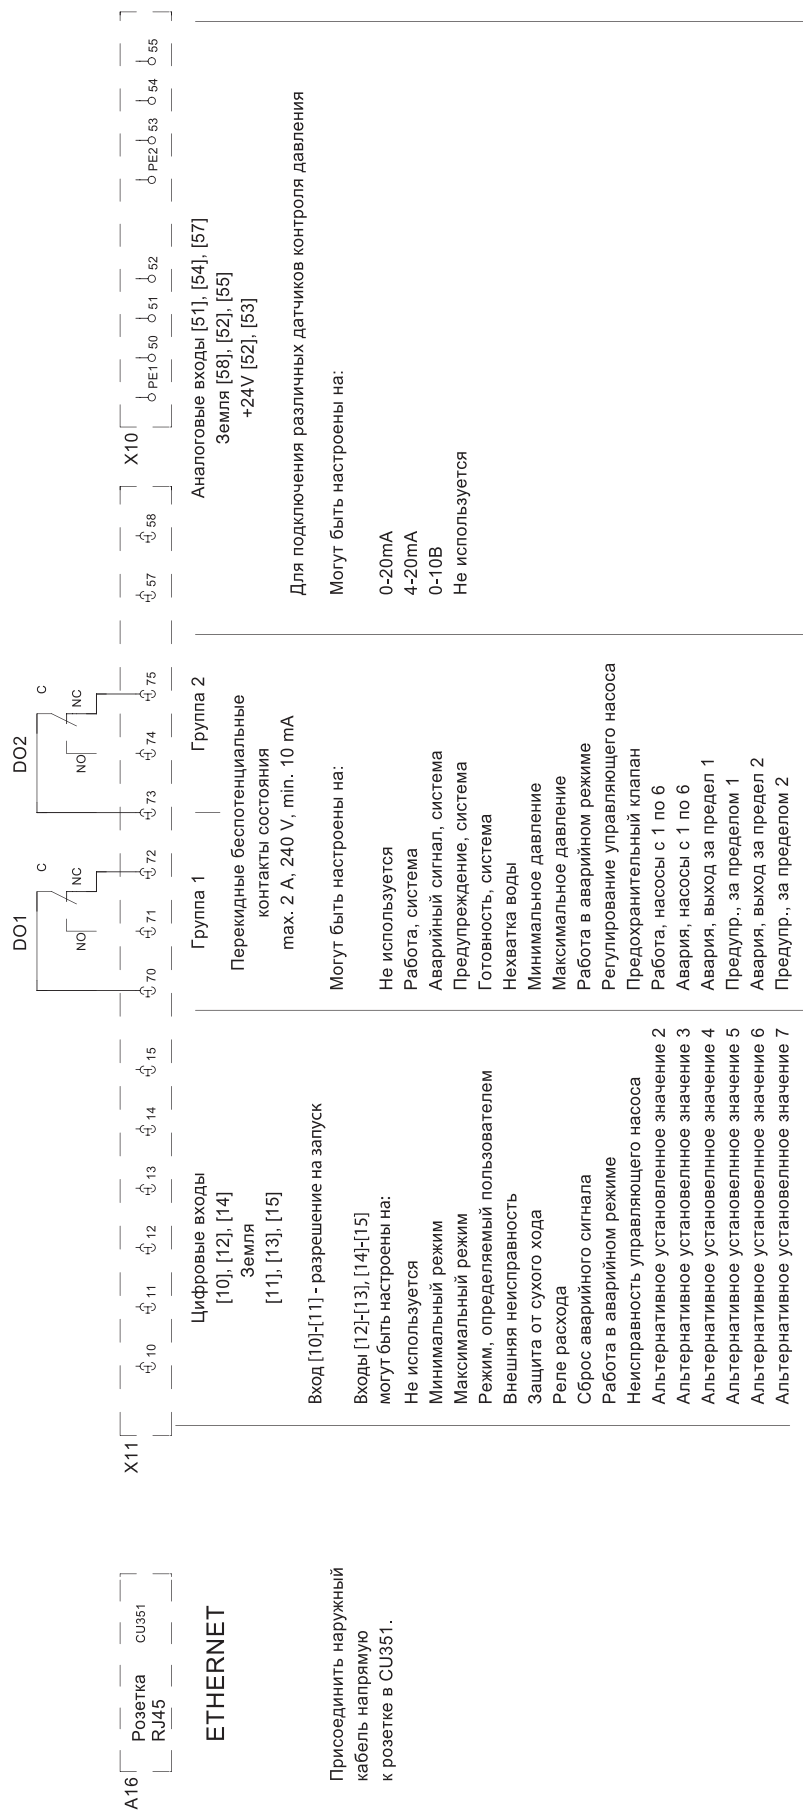 A16
Розетка
RJ45
CU351
ETHERNET
Присоединить наружный
кабель напрямую
к розетке в CU351.
X11
10
11
12
13
14
15
Цифровые входы
[10], [12], [14]
Земля
[11], [13], [15]
Вход [10]-[11] - разрешение на запуск
Входы [12]-[13], [14]-[15]
могут быть настроены на:
Не используется
Минимальный режим
Максимальный режим
Режим, определяемый пользователем
Внешняя неисправность
Защита от сухого хода
Реле расхода
Сброс аварийного сигнала
Работа в аварийном режиме
Неисправность управляющего насоса
Альтернативное установленное значение 2
Альтернативное установелнное значение 3
Альтернативное установелнное значение 4
Альтернативное установелнное значение 5
Альтернативное установелнное значение 6
Альтернативное установелнное значение 7
DO1
C
NC
NO
70
71
72
DO2
C
NC
NO
73
74
75
Группа 1
Группа 2
Перекидные беспотенциальные
контакты состояния
max. 2 A, 240 V, min. 10 mA
Могут быть настроены на:
Не используется
Работа, система
Аварийный сигнал, система
Предупреждение, система
Готовность, система
Нехватка воды
Минимальное давление
Максимальное давление
Работа в аварийном режиме
Регулирование управляющего насоса
Предохранительный клапан
Работа, насосы с 1 по 6
Авария, насосы с 1 по 6
Авария, выход за предел 1
Предупр., за пределом 1
Авария, выход за предел 2
Предупр., за пределом 2
57
58
X10
PE1
50
51
52
PE2
53
54
55
Аналоговые входы [51], [54], [57]
Земля [58], [52], [55]
+24V [52], [53]
Для подключения различных датчиков контроля давления
Могут быть настроены на:
0-20mA
4-20mA
0-10В
Не используется